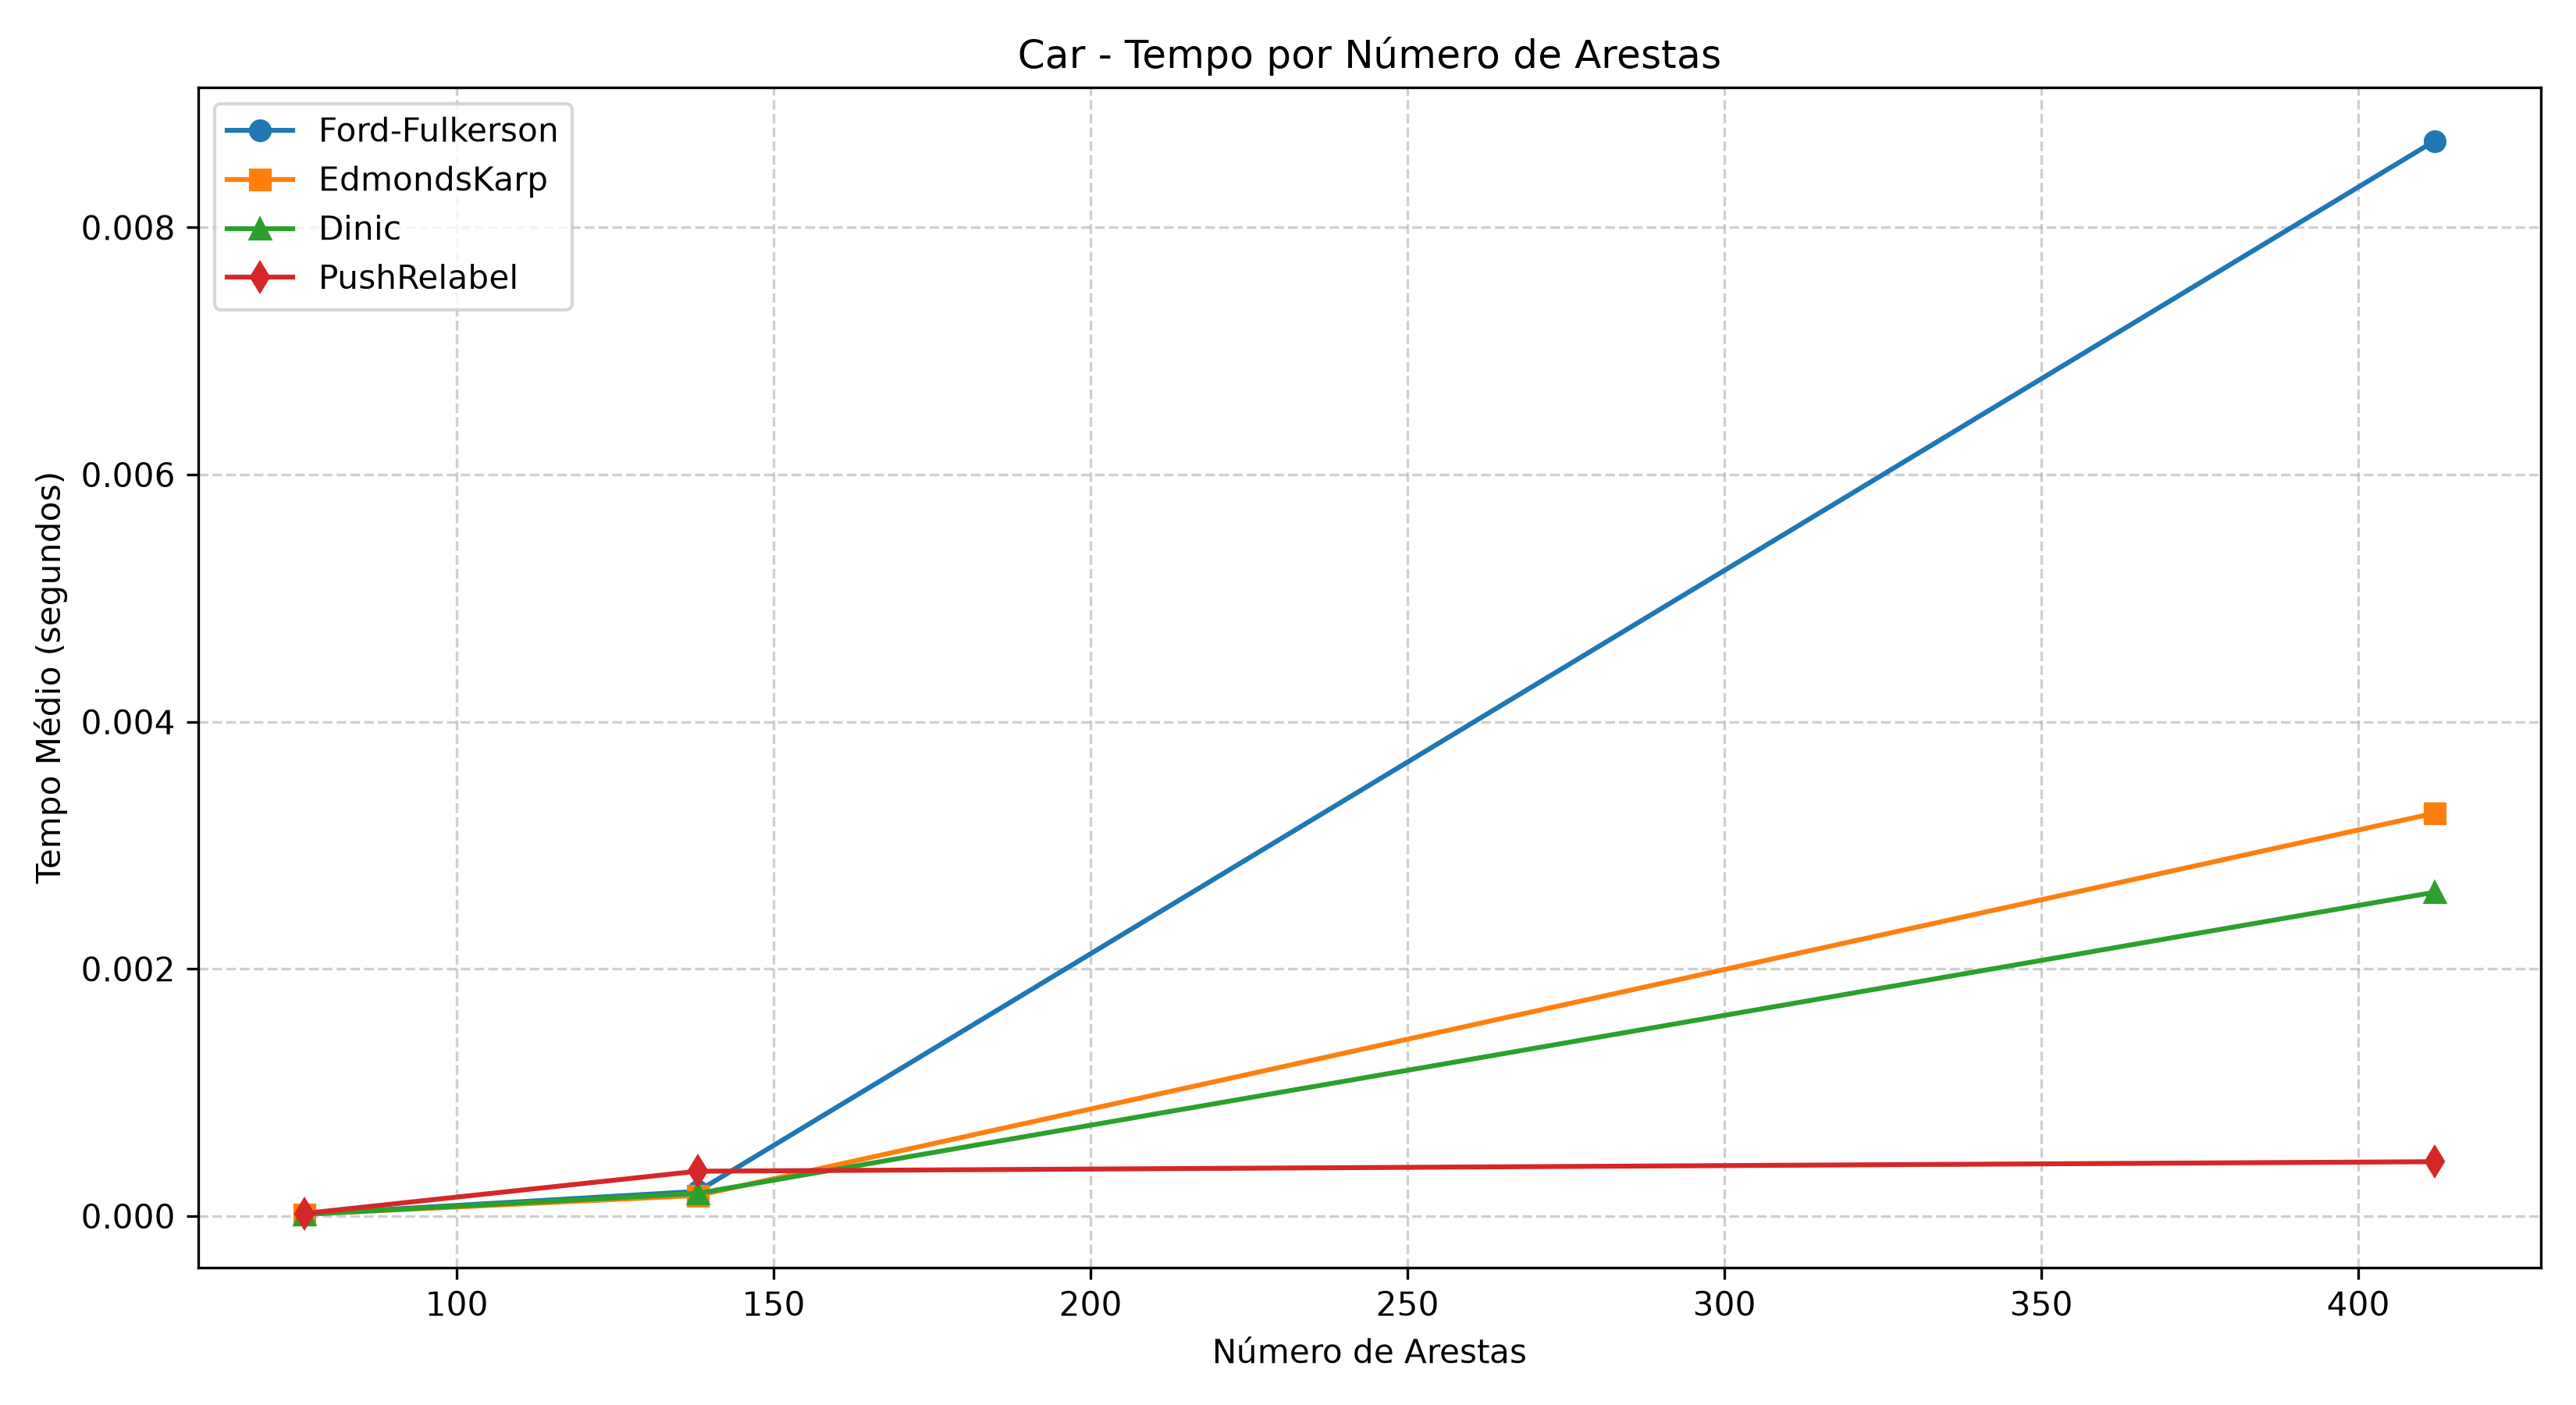 Car - Tempo por Número de Arestas
Ford-Fulkerson
EdmondsKarp
Dinic
PushRelabel
Tempo Médio (segundos)
0.008
0.006
0.004
0.002
0.000
100 150 200 250 300 350 400
Número de Arestas